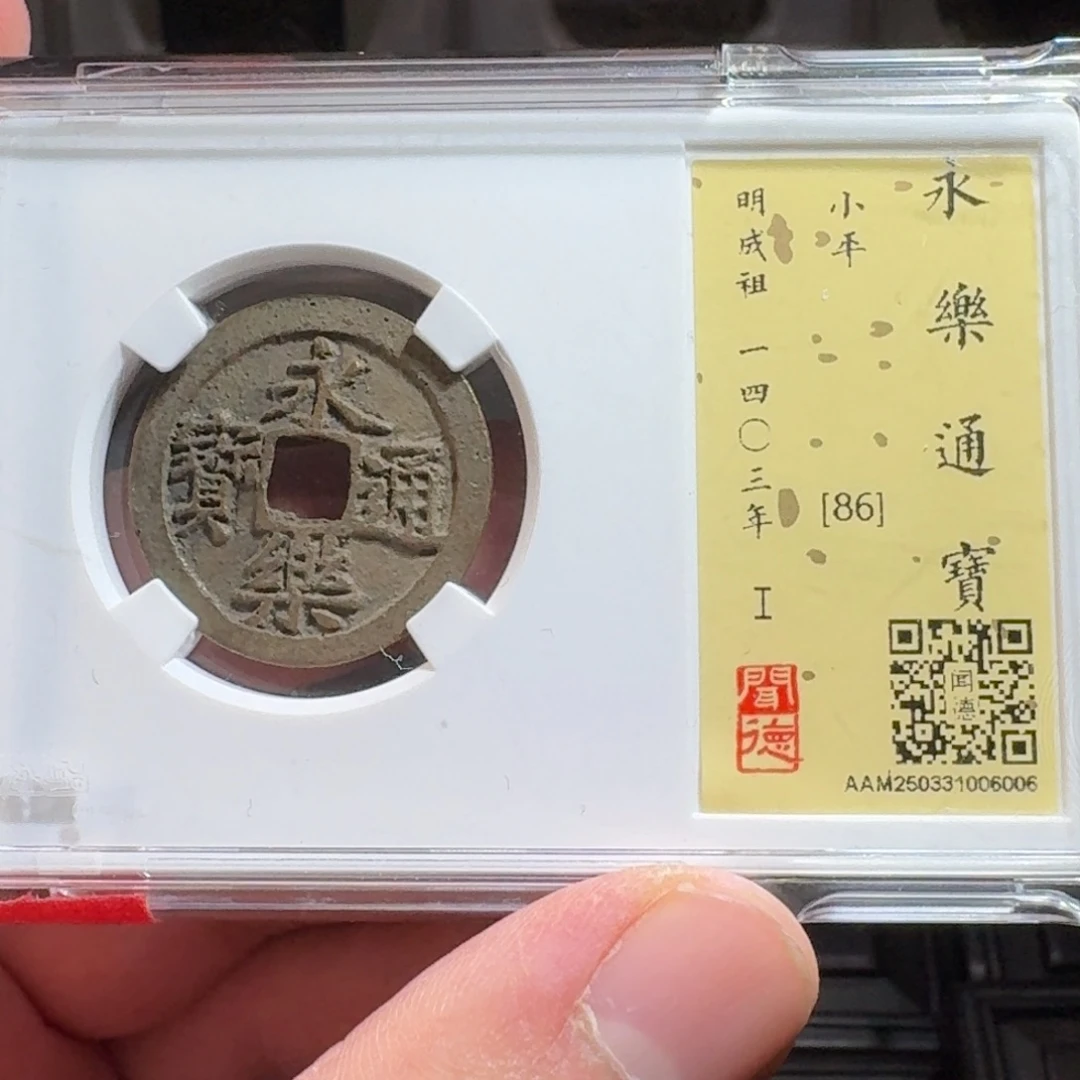 永樂通寶
永樂通寶
小平
[86]
明成祖 一四〇三年 I
聞德
闻德
AAM250331006006